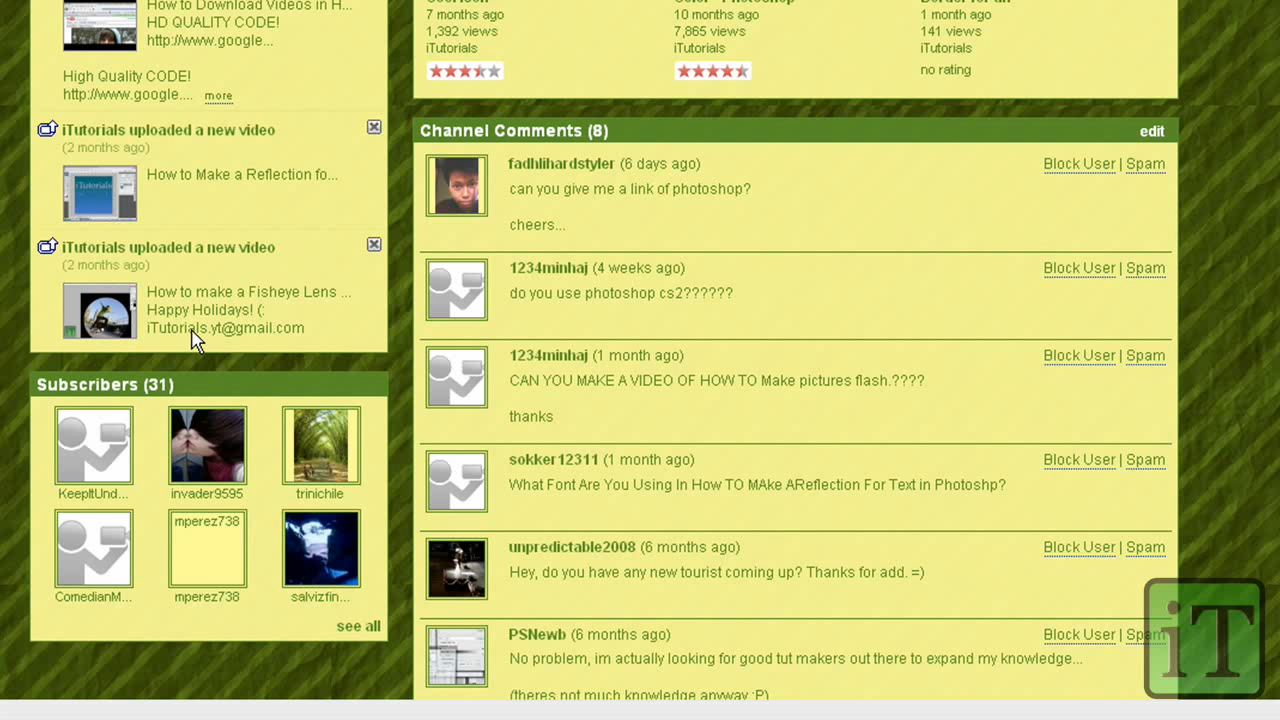 How to Download Videos in H...
HD QUALITY CODE!
http://www.google...
High Quality CODE!
http://www.google.... more
iTutorials uploaded a new video
(2 months ago)
How to Make a Reflection fo...
iTutorials uploaded a new video
(2 months ago)
How to make a Fisheye Lens ...
Happy Holidays! (:
iTutorials.yt@gmail.com
Subscribers (31)
KeepItUnd...
invader9595
trinichile
mperez738
ComedianM...
mperez738
salvizfin...
see all
7 months ago
1,392 views
iTutorials
10 months ago
7,865 views
iTutorials
1 month ago
141 views
iTutorials
no rating
Channel Comments (8)
edit
fadhlihardstyler (6 days ago)
Block User | Spam
can you give me a link of photoshop?
cheers...
1234minhaj (4 weeks ago)
Block User | Spam
do you use photoshop cs2??????
1234minhaj (1 month ago)
Block User | Spam
CAN YOU MAKE A VIDEO OF HOW TO Make pictures flash.????
thanks
sokker12311 (1 month ago)
Block User | Spam
What Font Are You Using In How TO MAke AReflection For Text in Photoshp?
unpredictable2008 (6 months ago)
Block User | Spam
Hey, do you have any new tourist coming up? Thanks for add. =)
PSNewb (6 months ago)
Block User | Spam
No problem, im actually looking for good tut makers out there to expand my knowledge...
(theres not much knowledge anyway :P)
iT